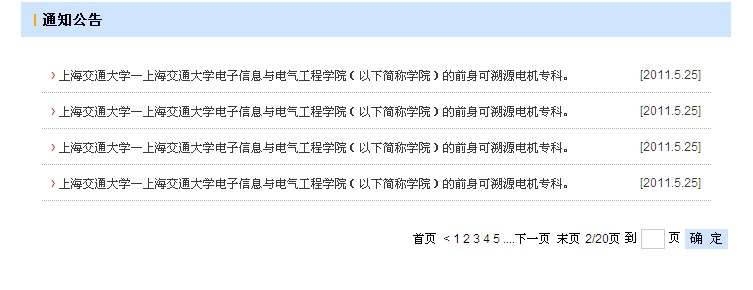 通知公告
› 上海交通大学—上海交通大学电子信息与电气工程学院（以下简称学院）的前身可溯源电机专科。 [2011.5.25]
› 上海交通大学—上海交通大学电子信息与电气工程学院（以下简称学院）的前身可溯源电机专科。 [2011.5.25]
› 上海交通大学—上海交通大学电子信息与电气工程学院（以下简称学院）的前身可溯源电机专科。 [2011.5.25]
› 上海交通大学—上海交通大学电子信息与电气工程学院（以下简称学院）的前身可溯源电机专科。 [2011.5.25]
首页 < 1 2 3 4 5 ....下一页 末页 2/20页 到 页 确 定